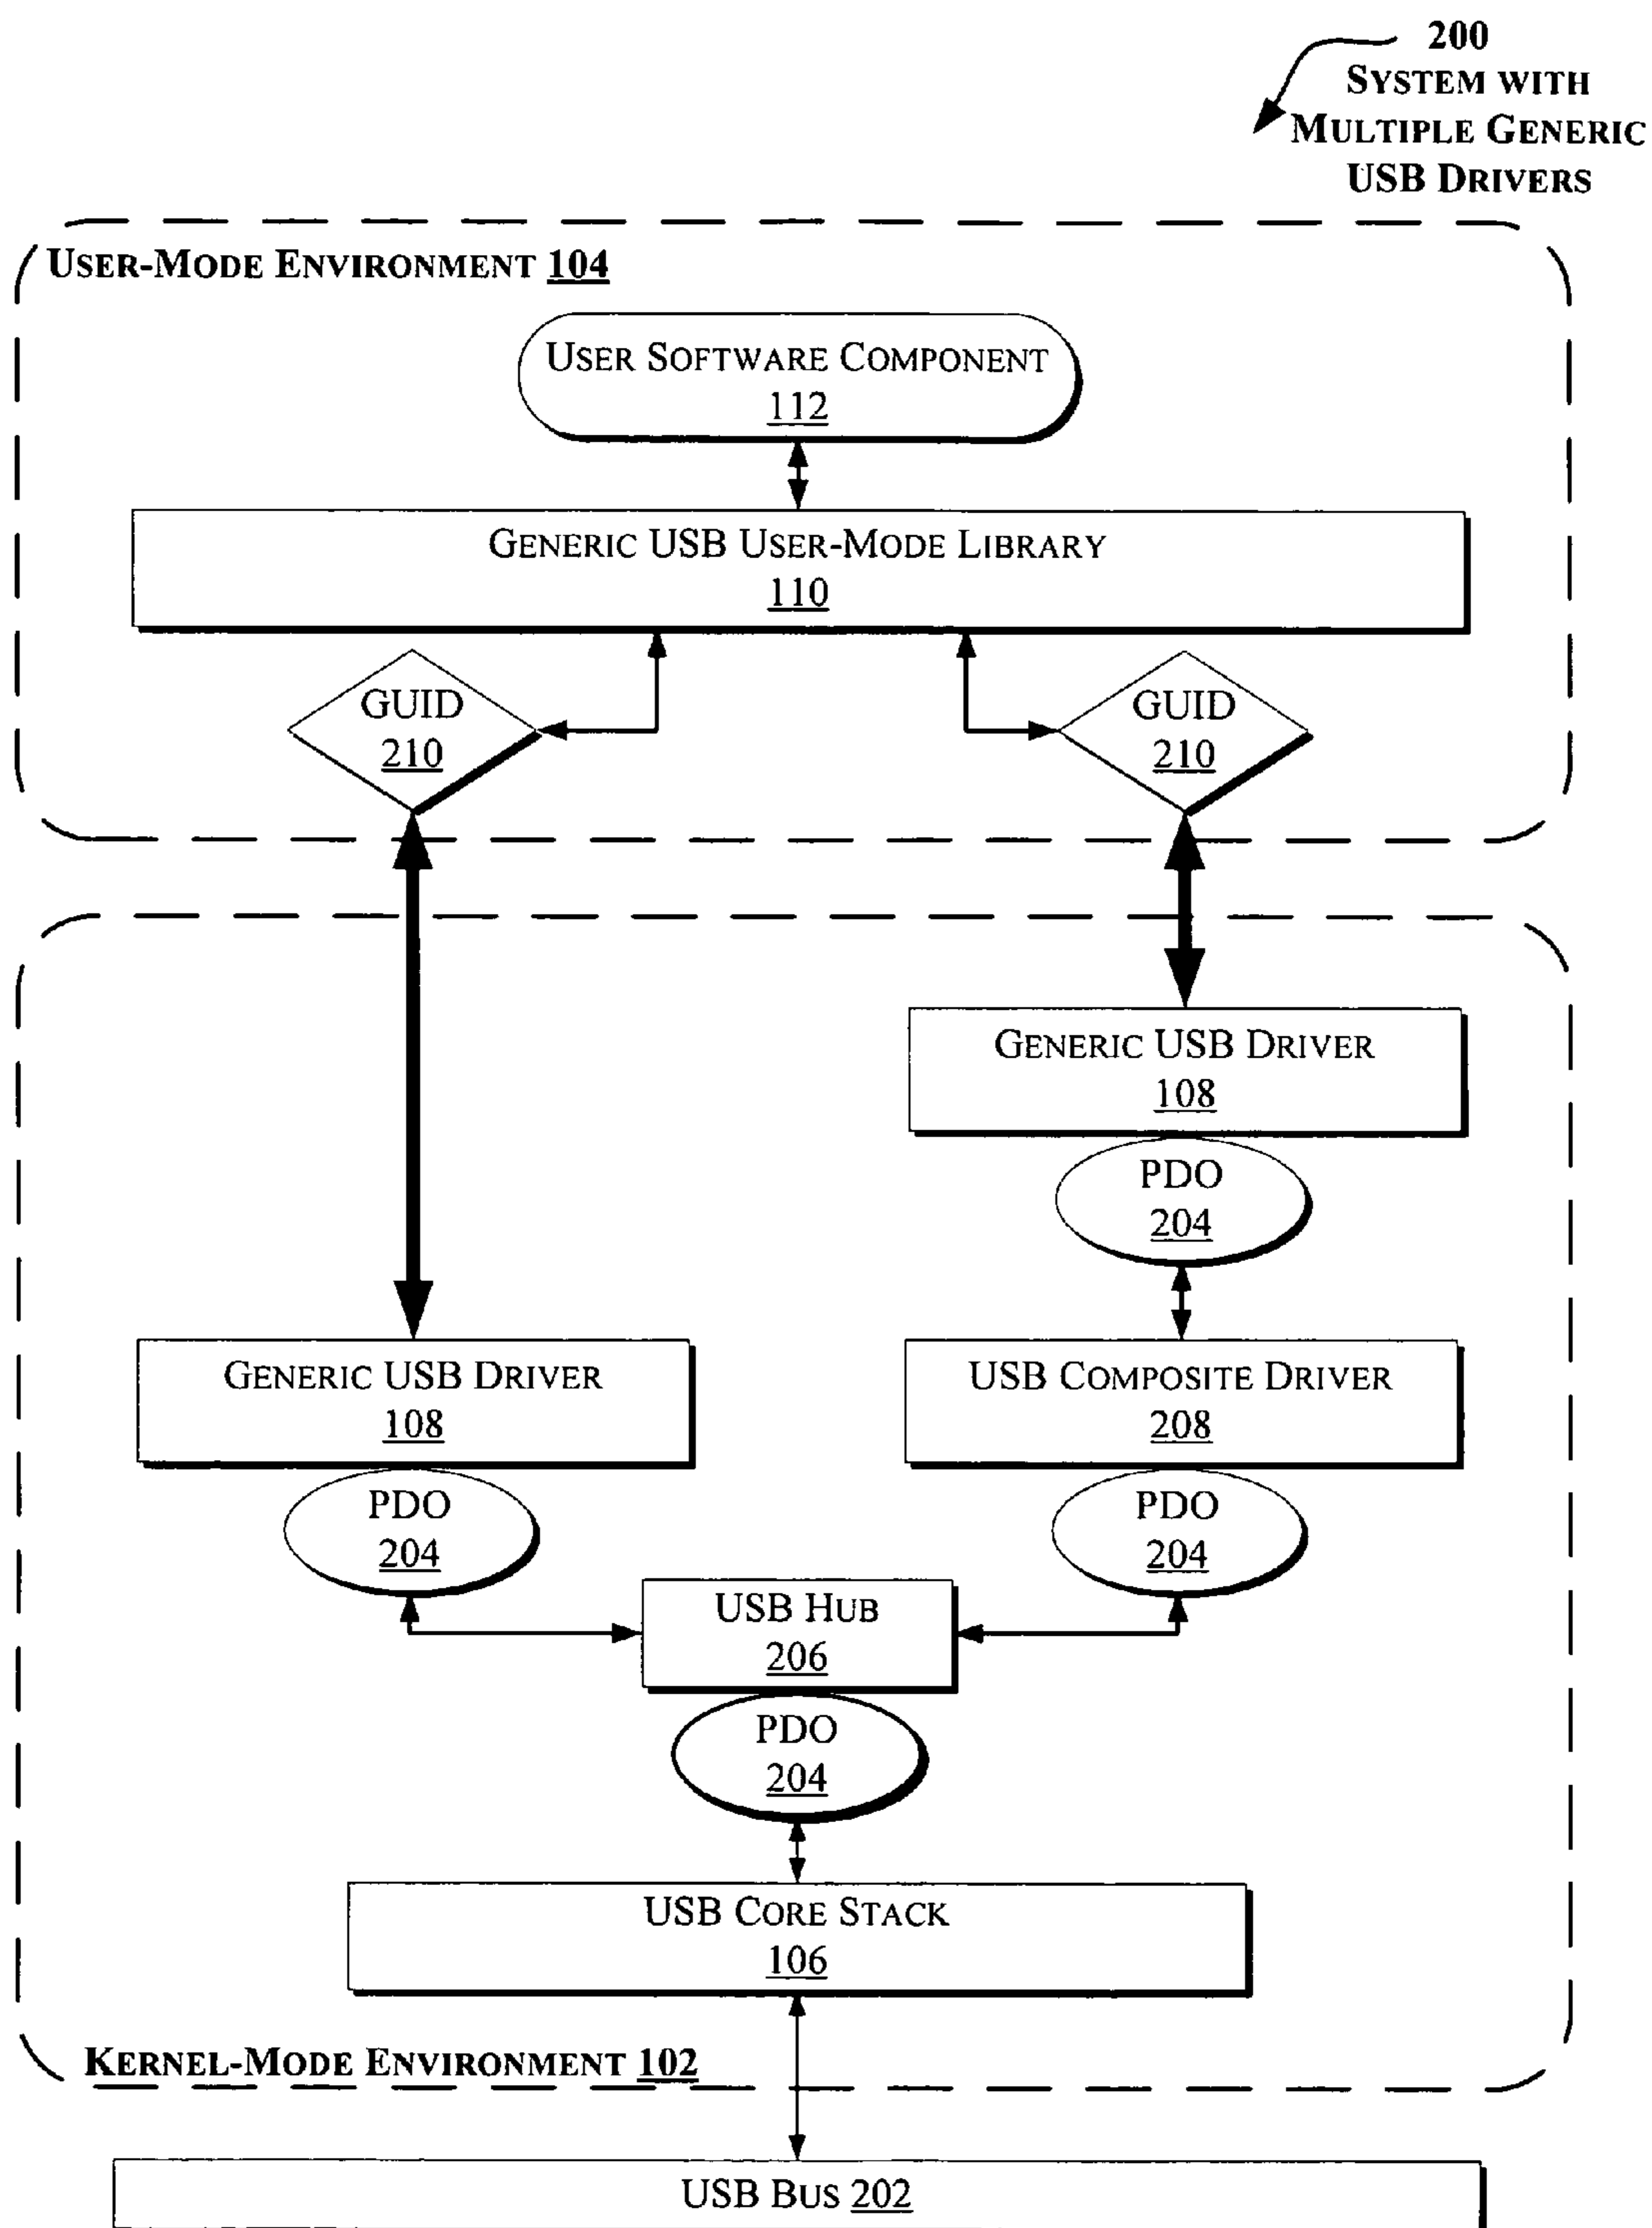 200
SYSTEM WITH
MULTIPLE GENERIC
USB DRIVERS
USER-MODE ENVIRONMENT 104
USER SOFTWARE COMPONENT
112
GENERIC USB USER-MODE LIBRARY
110
GUID
210
GUID
210
GENERIC USB DRIVER
108
PDO
204
GENERIC USB DRIVER
108
USB COMPOSITE DRIVER
208
PDO
204
PDO
204
USB HUB
206
PDO
204
USB CORE STACK
106
KERNEL-MODE ENVIRONMENT 102
USB BUS 202